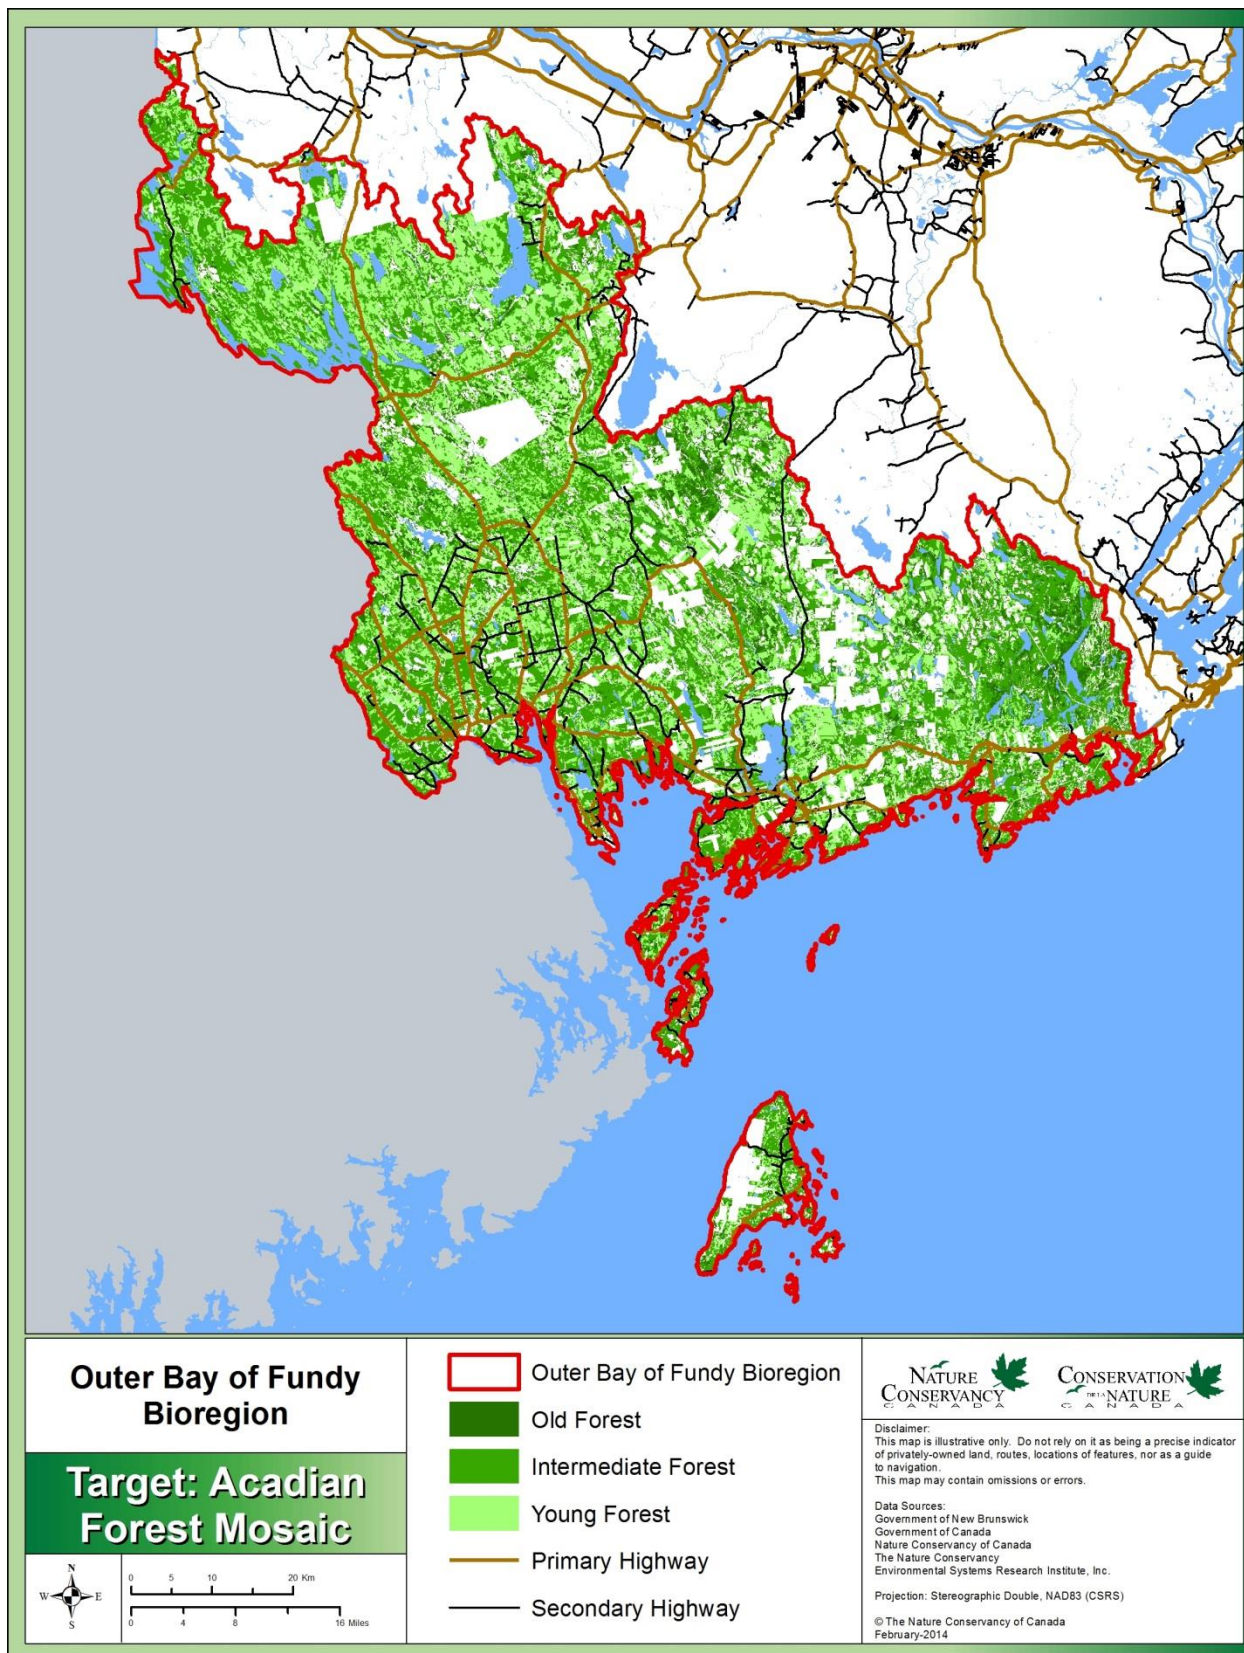 Outer Bay of Fundy
Bioregion
Target: Acadian
Forest Mosaic
N
W
E
S
0 5 10 20 Km
0 4 8 16 Miles
Outer Bay of Fundy Bioregion
Old Forest
Intermediate Forest
Young Forest
Primary Highway
Secondary Highway
NATURE
CONSERVANCY
CANADA
CONSERVATION
DE LA NATURE
CANADA
Disclaimer:
This map is illustrative only. Do not rely on it as being a precise indicator
of privately-owned land, routes, locations of features, nor as a guide
to navigation.
This map may contain omissions or errors.
Data Sources:
Government of New Brunswick
Government of Canada
Nature Conservancy of Canada
The Nature Conservancy
Environmental Systems Research Institute, Inc.
Projection: Stereographic Double, NAD83 (CSRS)
© The Nature Conservancy of Canada
February-2014